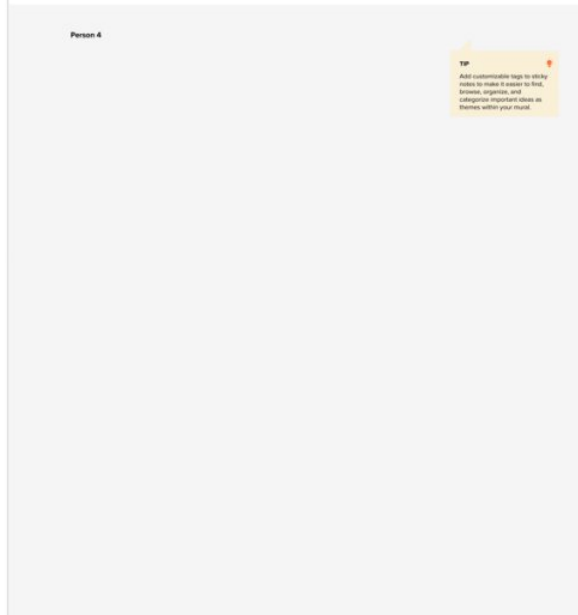 Person 4
TIP
Add customizable tags to sticky
notes to make it easier to find,
browse, organize, and
categorize important ideas as
themes within your mural.